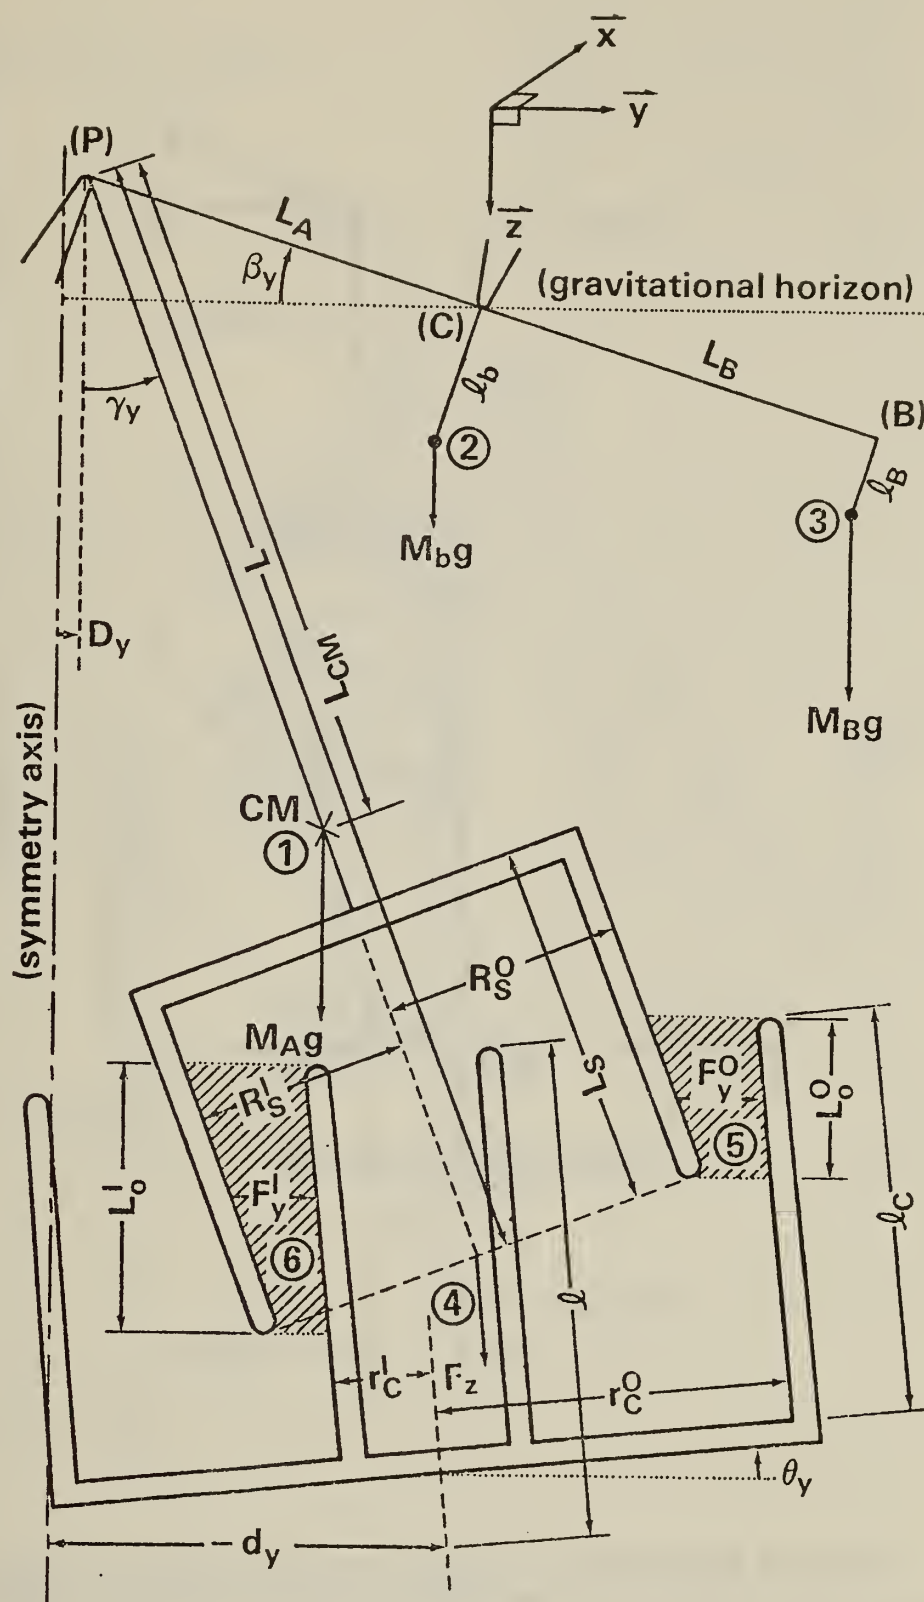 x
y
z
(P)
L_A
β_y
(gravitational horizon)
(C)
L_B
(B)
ℓ_b
ℓ_B
γ_y
②
③
M_bg
L
D_y
L_CM
M_Bg
(symmetry axis)
CM
①
R_S^O
M_Ag
L_S
R_S^I
F_y^O
L_o^O
⑤
L_o^I
F_y^I
ℓ_C
⑥
④
ℓ
r_C^I
F_z
r_C^O
θ_y
- d_y